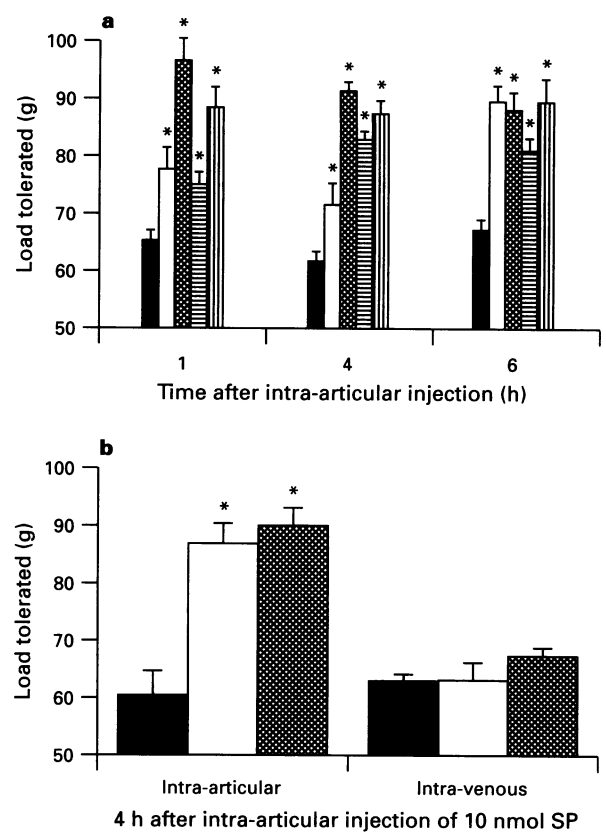 a
100
90
80
70
60
50
Load tolerated (g)
* * * *
* * * *
* * * *
1 4 6
Time after intra-articular injection (h)
b
100
90
80
70
60
50
Load tolerated (g)
* *
Intra-articular Intra-venous
4 h after intra-articular injection of 10 nmol SP